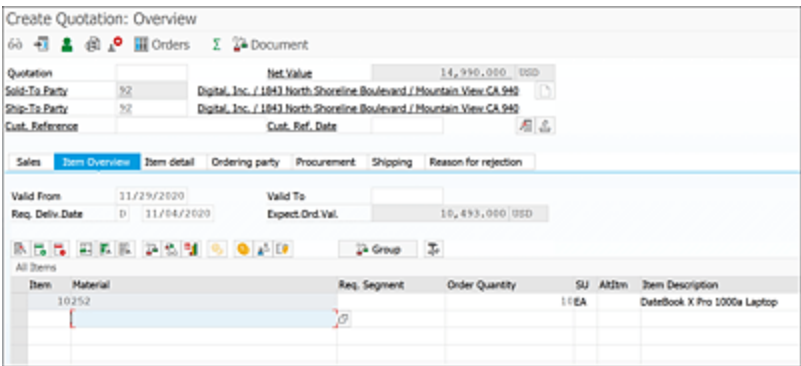 Create Quotation: Overview
Orders Σ Document
Quotation Net Value 14,990.000 USD
Sold-To Party 92 Digital, Inc. / 1843 North Shoreline Boulevard / Mountain View CA 940
Ship-To Party 92 Digital, Inc. / 1843 North Shoreline Boulevard / Mountain View CA 940
Cust. Reference Cust. Ref. Date
Sales Item Overview Item detail Ordering party Procurement Shipping Reason for rejection
Valid From 11/29/2020 Valid To
Req. Deliv.Date D 11/04/2020 Expect.Ord.Val. 10,493.000 USD
Group
All Items
Item Material Req. Segment Order Quantity SU AltItm Item Description
10252 10 EA DateBook X Pro 1000a Laptop